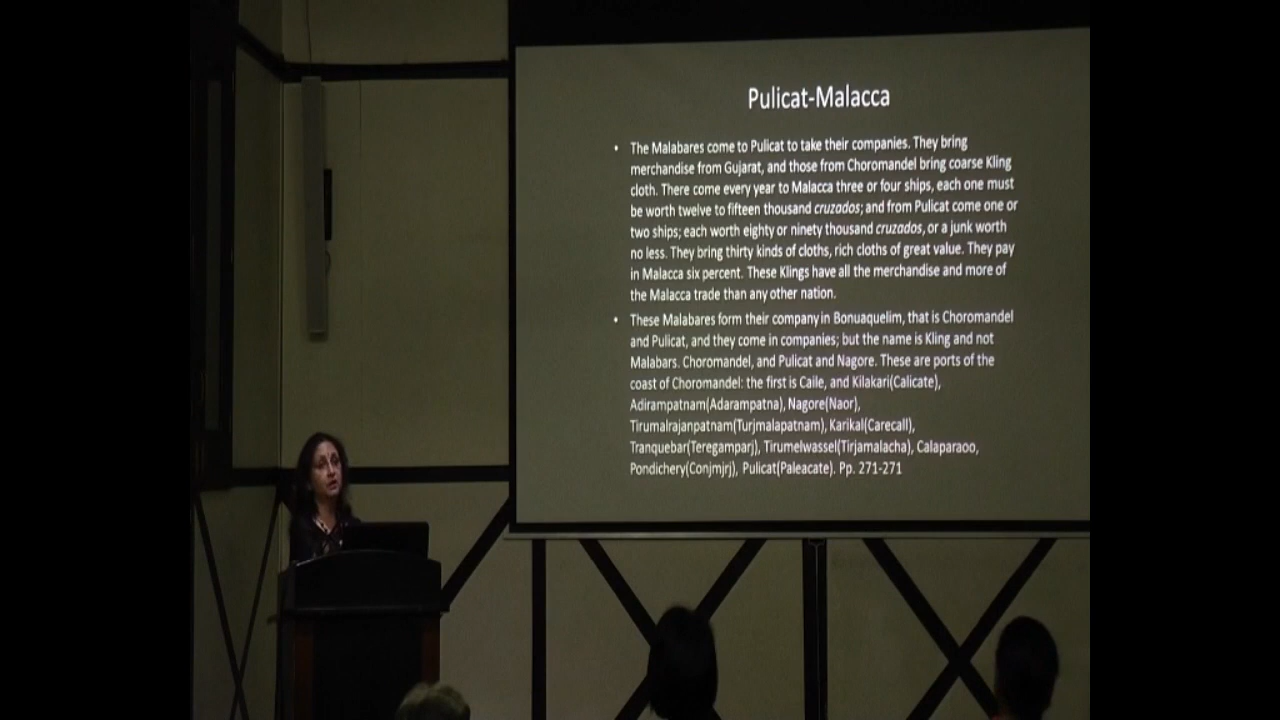 Pulicat-Malacca
• The Malabares come to Pulicat to take their companies. They bring
merchandise from Gujarat, and those from Choromandel bring coarse Kling
cloth. There come every year to Malacca three or four ships, each one must
be worth twelve to fifteen thousand cruzados; and from Pulicat come one or
two ships; each worth eighty or ninety thousand cruzados, or a junk worth
no less. They bring thirty kinds of cloths, rich cloths of great value. They pay
in Malacca six percent. These Klings have all the merchandise and more of
the Malacca trade than any other nation.
• These Malabares form their company in Bonuaquelim, that is Choromandel
and Pulicat, and they come in companies; but the name is Kling and not
Malabars. Choromandel, and Pulicat and Nagore. These are ports of the
coast of Choromandel: the first is Caile, and Kilakari(Calicate),
Adirampatnam(Adarampatna), Nagore(Naor),
Tirumalrajanpatnam(Turjmalapatnam), Karikal(Carecall),
Tranquebar(Teregamparj), Tirumelwassel(Tirjamalacha), Calaparaoo,
Pondichery(Conjmjrj), Pulicat(Paleacate). Pp. 271-271